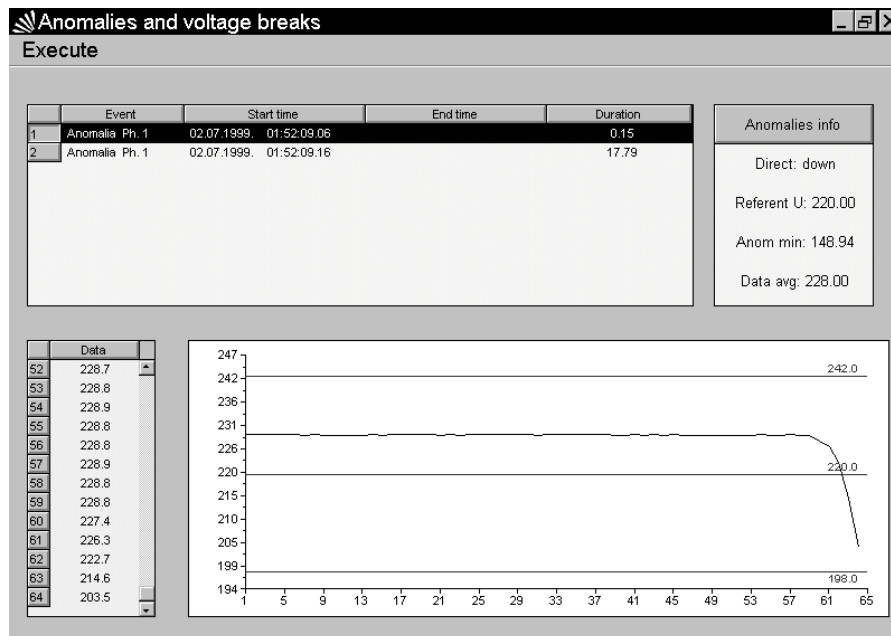 Anomalies and voltage breaks
Execute
Event Start time End time Duration
1 Anomalia Ph. 1 02.07.1999. 01:52:09.06 0.15
2 Anomalia Ph. 1 02.07.1999. 01:52:09.16 17.79
Anomalies info
Direct: down
Referent U: 220.00
Anom min: 148.94
Data avg: 228.00
Data
52 228.7
53 228.8
54 228.9
55 228.8
56 228.8
57 228.9
58 228.8
59 228.8
60 227.4
61 226.3
62 222.7
63 214.6
64 203.5
247
242 242.0
236
231
226
220 220.0
215
210
205
199
194 198.0
1 5 9 13 17 21 25 29 33 37 41 45 49 53 57 61 65